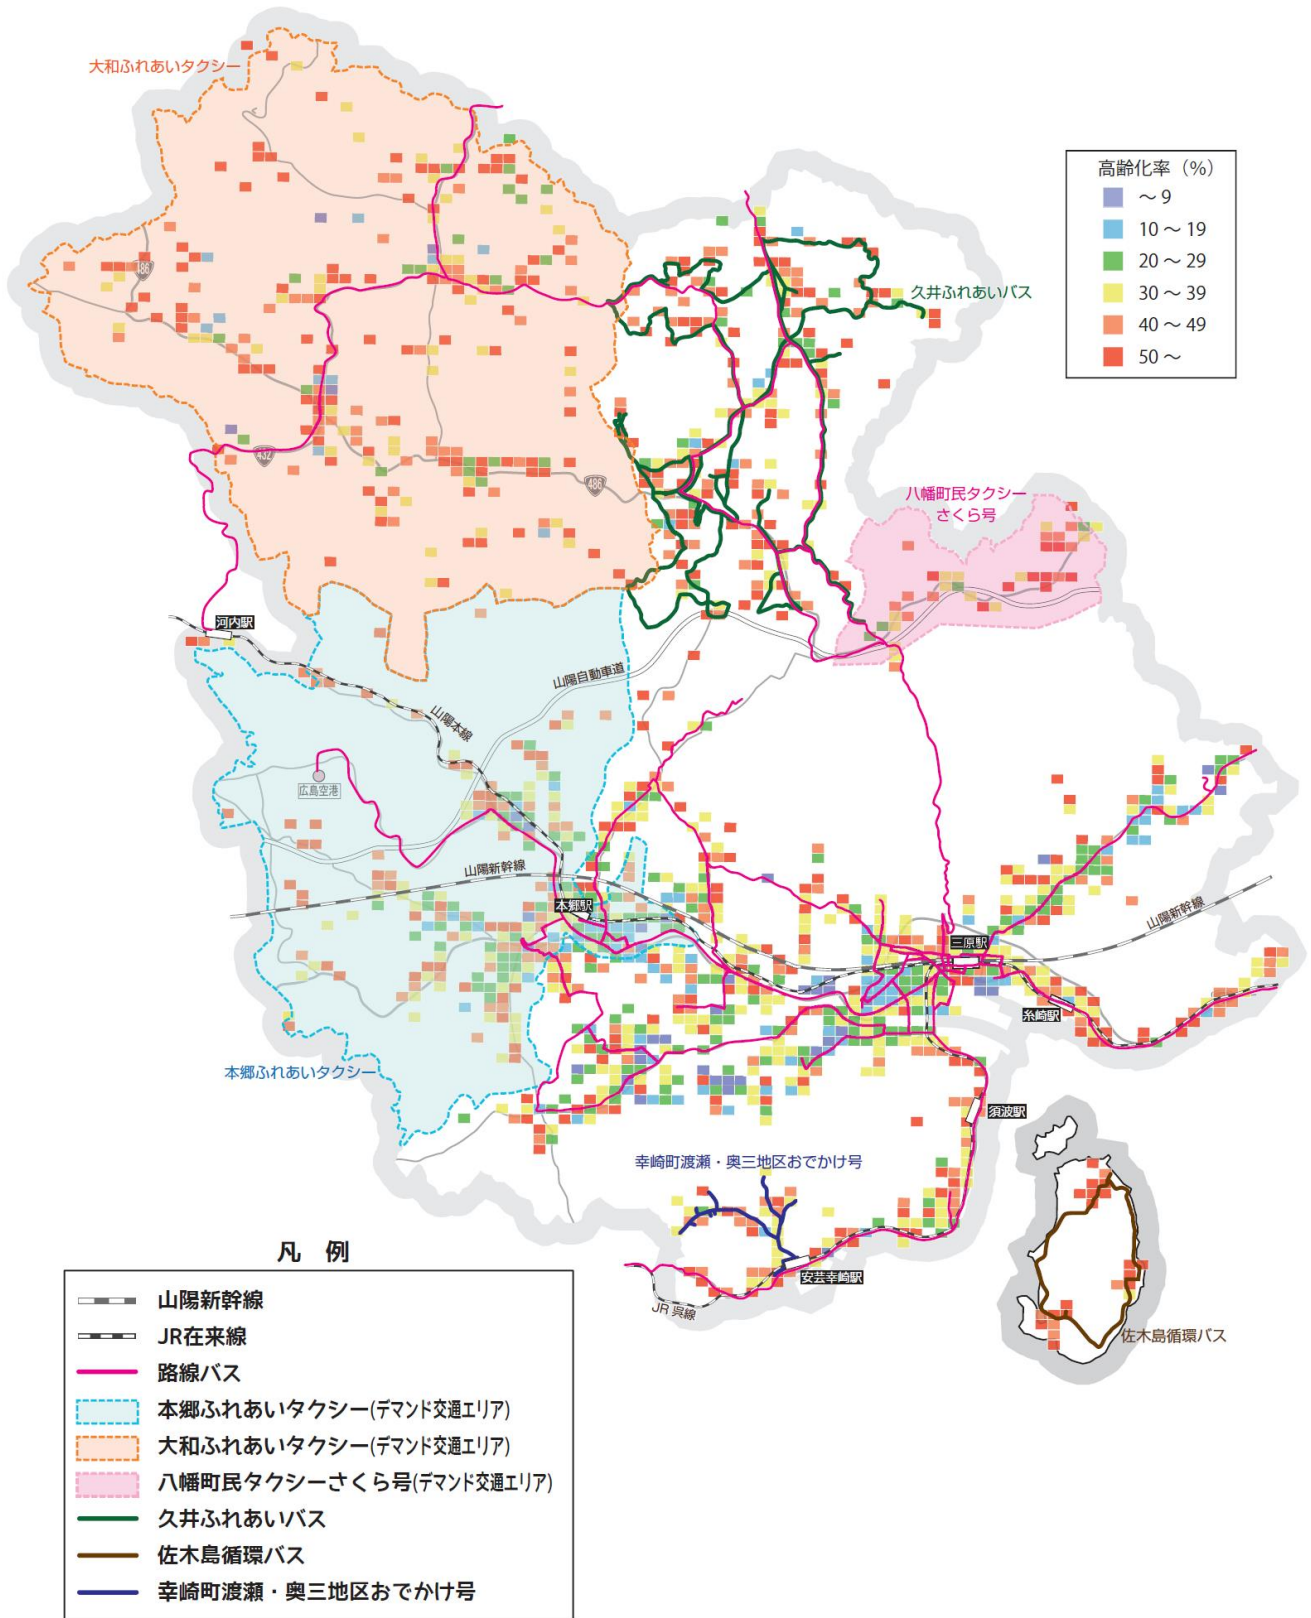 大和ふれあいタクシー
高齢化率（%）
～9
10～19
20～29
30～39
40～49
50～
486
久井ふれあいバス
432
486
八幡町民タクシー
さくら号
河内駅
山陽自動車道
山陽本線
広島空港
山陽新幹線
本郷駅
三原駅
山陽新幹線
糸崎駅
本郷ふれあいタクシー
須波駅
幸崎町渡瀬・奥三地区おでかけ号
安芸幸崎駅
JR 呉線
佐木島循環バス
凡 例
山陽新幹線
JR在来線
路線バス
本郷ふれあいタクシー(デマンド交通エリア)
大和ふれあいタクシー(デマンド交通エリア)
八幡町民タクシーさくら号(デマンド交通エリア)
久井ふれあいバス
佐木島循環バス
幸崎町渡瀬・奥三地区おでかけ号